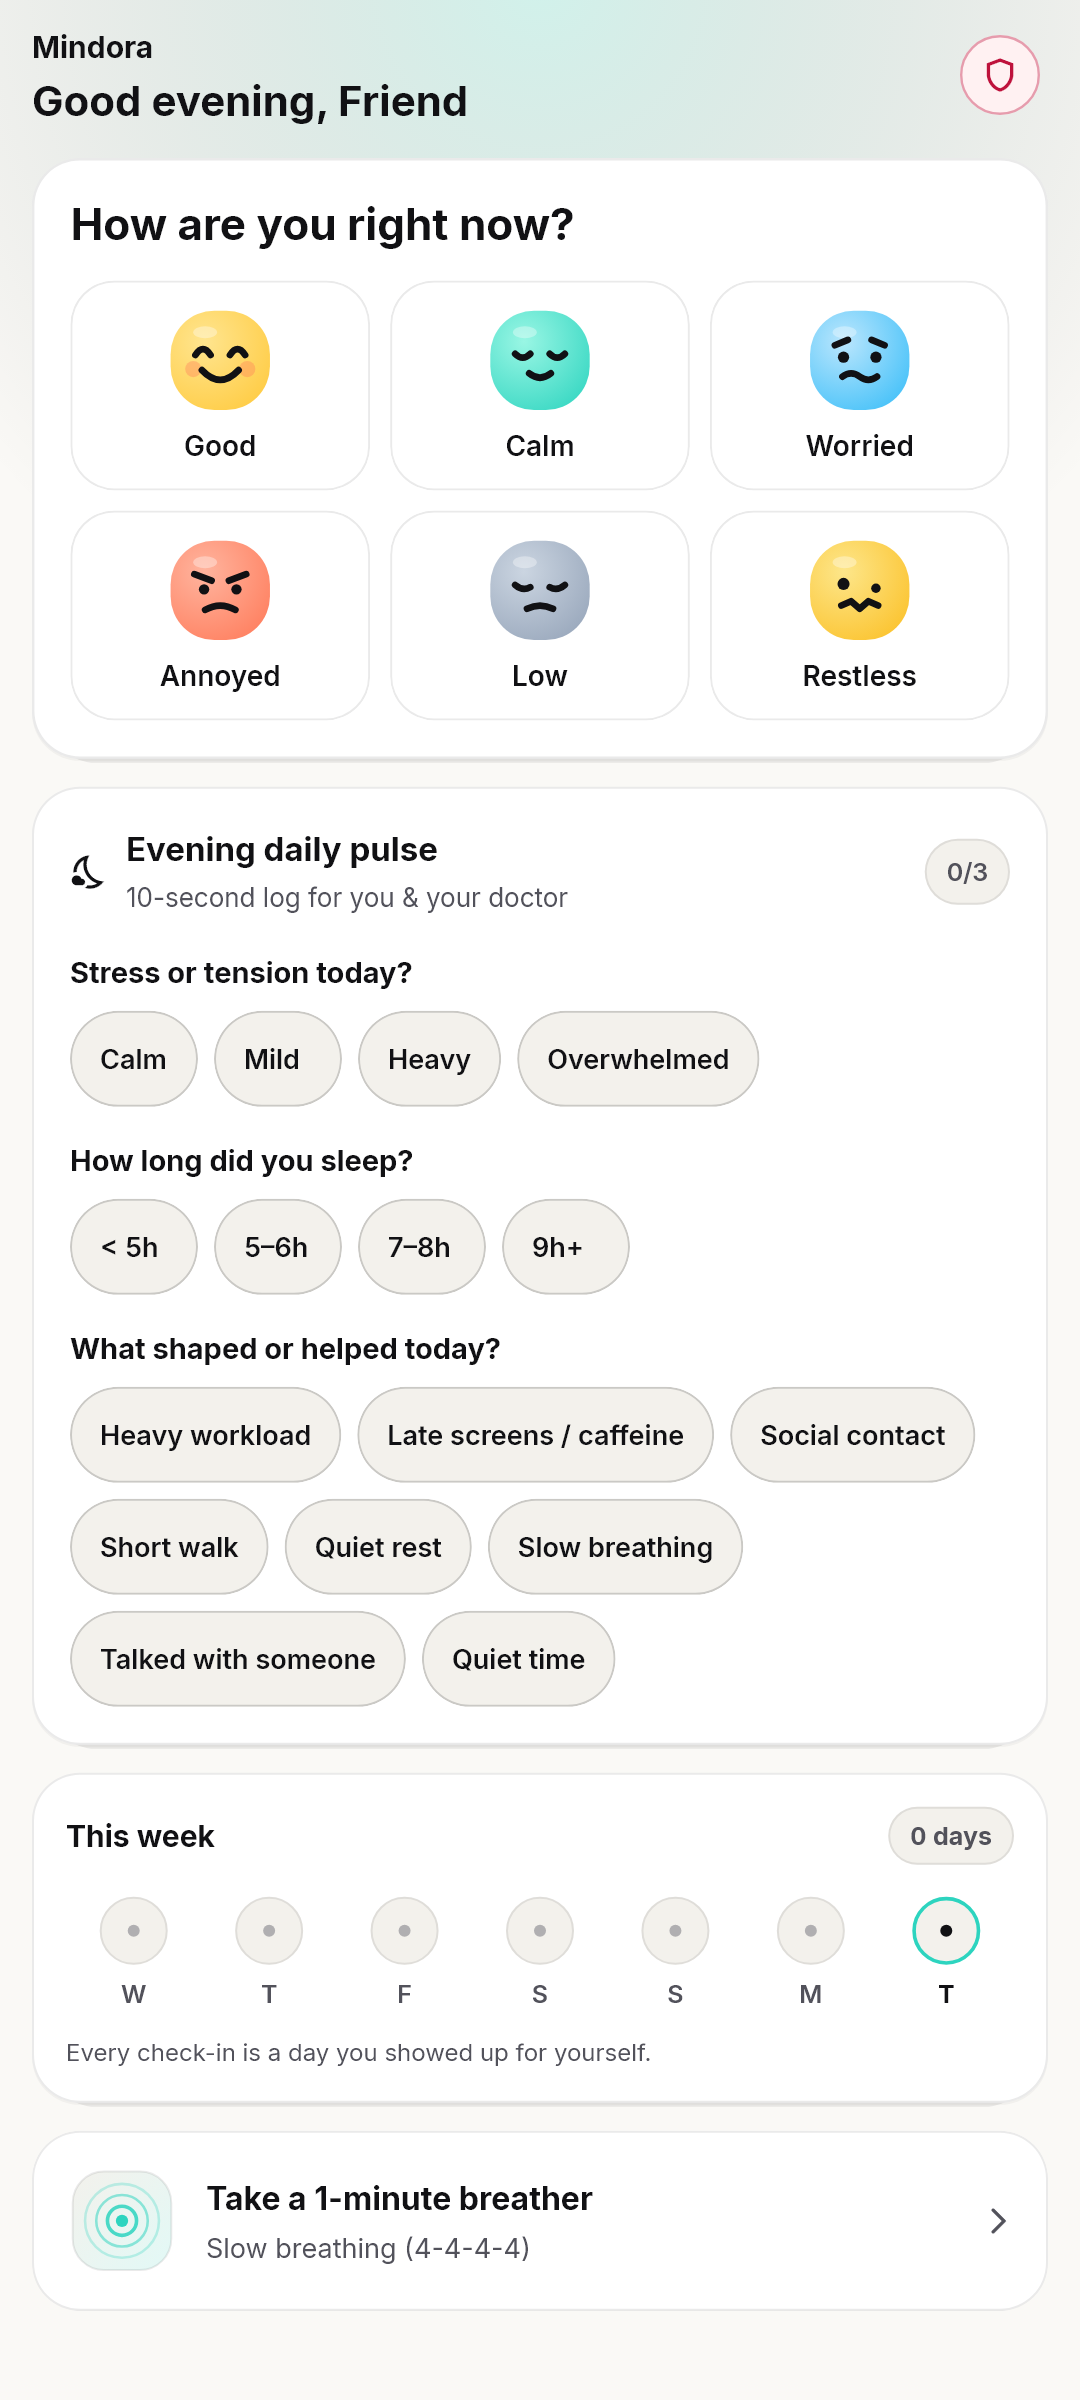 Mindora
Good evening, Friend
How are you right now?
Good
Calm
Worried
Annoyed
Low
Restless
Evening daily pulse
10-second log for you & your doctor
0/3
Stress or tension today?
Calm
Mild
Heavy
Overwhelmed
How long did you sleep?
< 5h
5–6h
7–8h
9h+
What shaped or helped today?
Heavy workload
Late screens / caffeine
Social contact
Short walk
Quiet rest
Slow breathing
Talked with someone
Quiet time
This week
0 days
W
T
F
S
S
M
T
Every check-in is a day you showed up for yourself.
Take a 1-minute breather
Slow breathing (4-4-4-4)